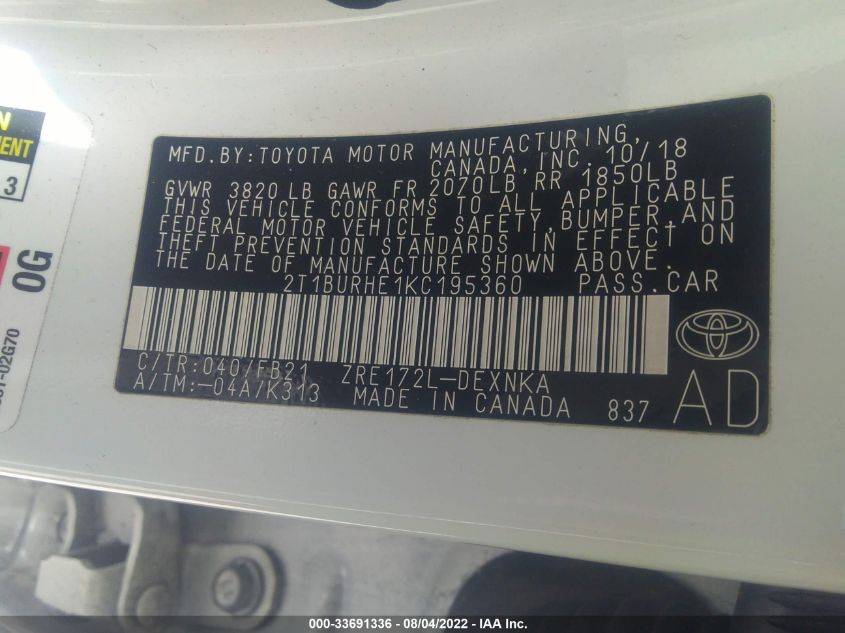 N
ENT
3
0G
-02G70
MFD. BY: TOYOTA MOTOR MANUFACTURING,
CANADA, INC. 10/18
GVWR 3820 LB GAWR FR 2070LB RR 1850LB
THIS VEHICLE CONFORMS TO ALL APPLICABLE
FEDERAL MOTOR VEHICLE SAFETY, BUMPER, AND
THEFT PREVENTION STANDARDS IN EFFECT ON
THE DATE OF MANUFACTURE SHOWN ABOVE.
2T1BURHE1KC195360 PASS. CAR
C/TR: 040/FB21 ZRE172L-DEXNKA
A/TM: -04A/K313 MADE IN CANADA 837 AD
000-33691336 - 08/04/2022 - IAA Inc.